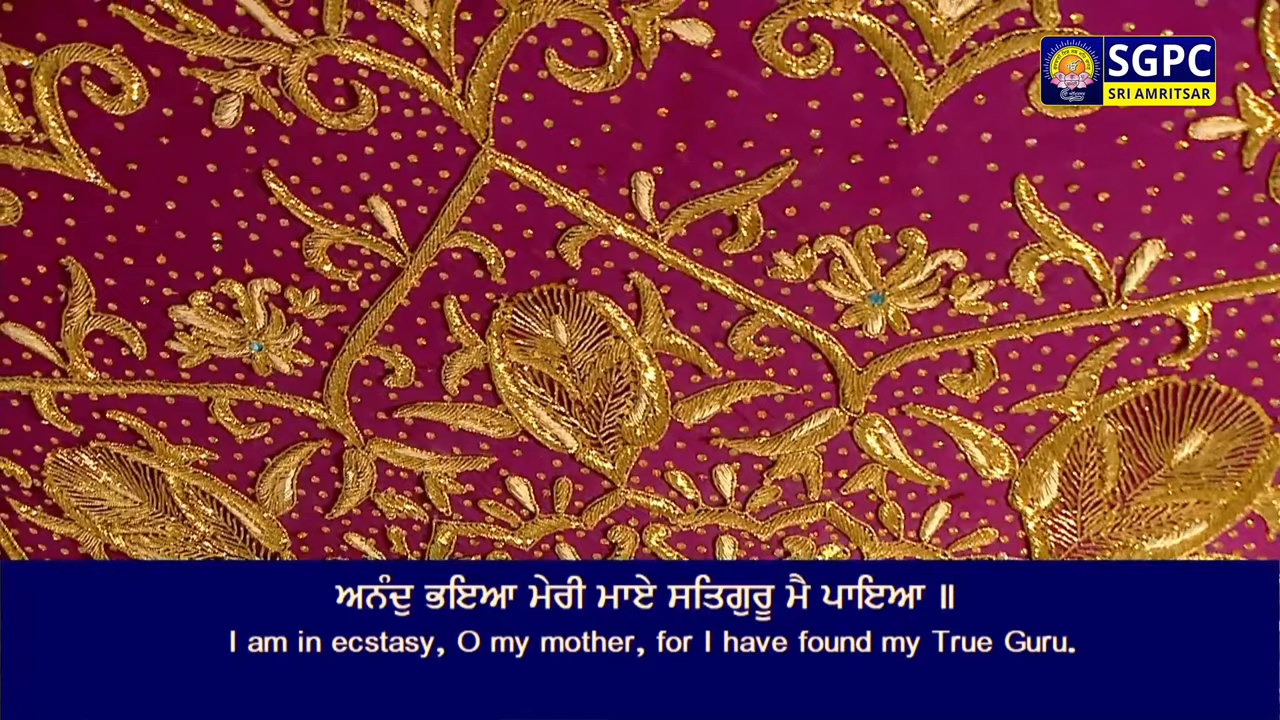 SGPC
SRI AMRITSAR
ਅਨੰਦੁ ਭਇਆ ਮੇਰੀ ਮਾਏ ਸਤਿਗੁਰੂ ਮੈ ਪਾਇਆ ॥
I am in ecstasy, O my mother, for I have found my True Guru.